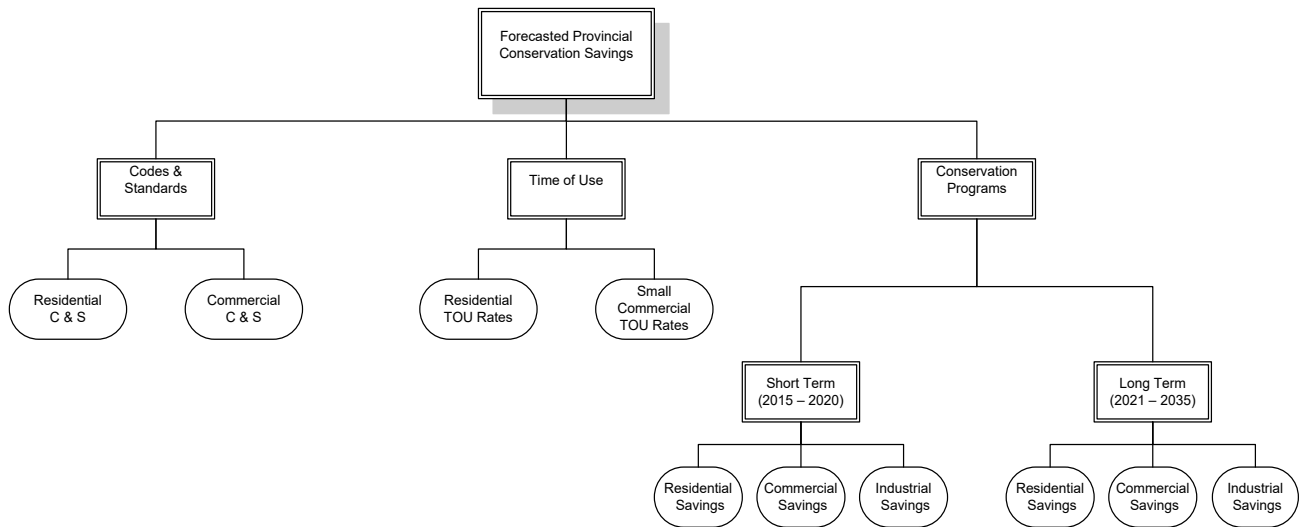 Forecasted Provincial
Conservation Savings
Codes &
Standards
Time of Use
Conservation
Programs
Residential
C & S
Commercial
C & S
Residential
TOU Rates
Small
Commercial
TOU Rates
Short Term
(2015 – 2020)
Long Term
(2021 – 2035)
Residential
Savings
Commercial
Savings
Industrial
Savings
Residential
Savings
Commercial
Savings
Industrial
Savings